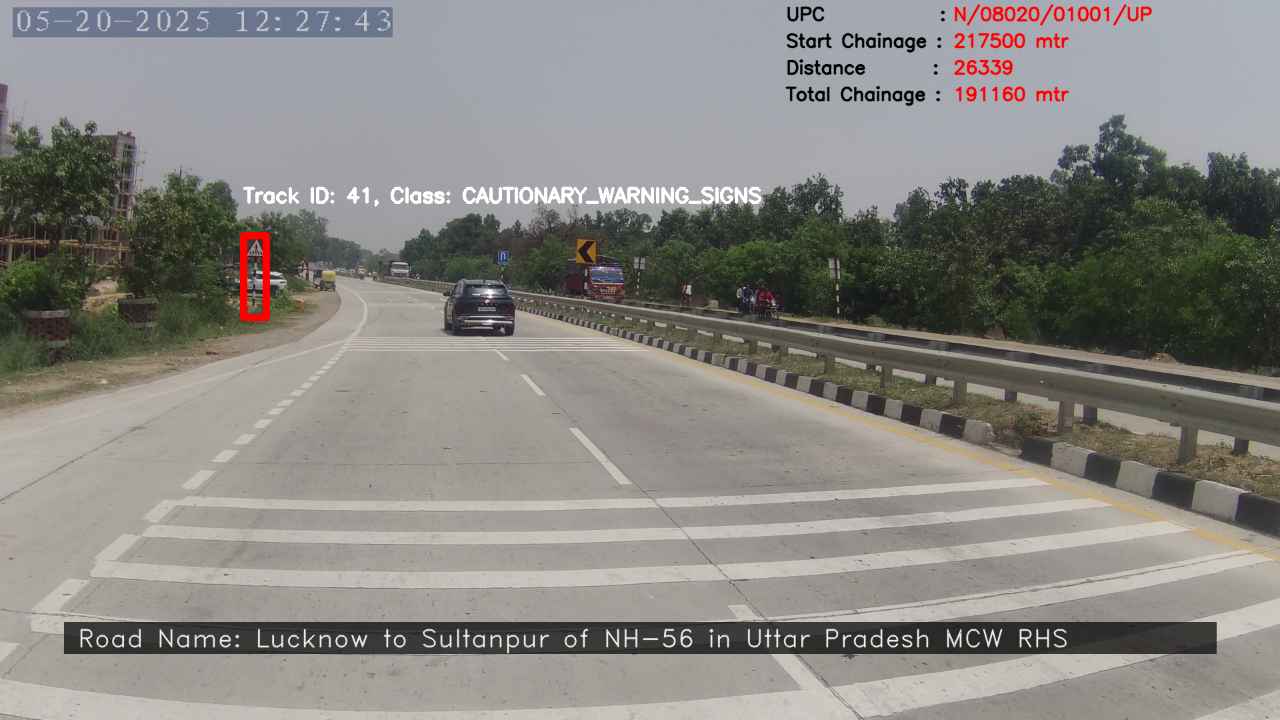 05-20-2025 12:27:43
UPC : N/08020/01001/UP
Start Chainage : 217500 mtr
Distance : 26339
Total Chainage : 191160 mtr
Track ID: 41, Class: CAUTIONARY_WARNING_SIGNS
Road Name: Lucknow to Sultanpur of NH-56 in Uttar Pradesh MCW RHS